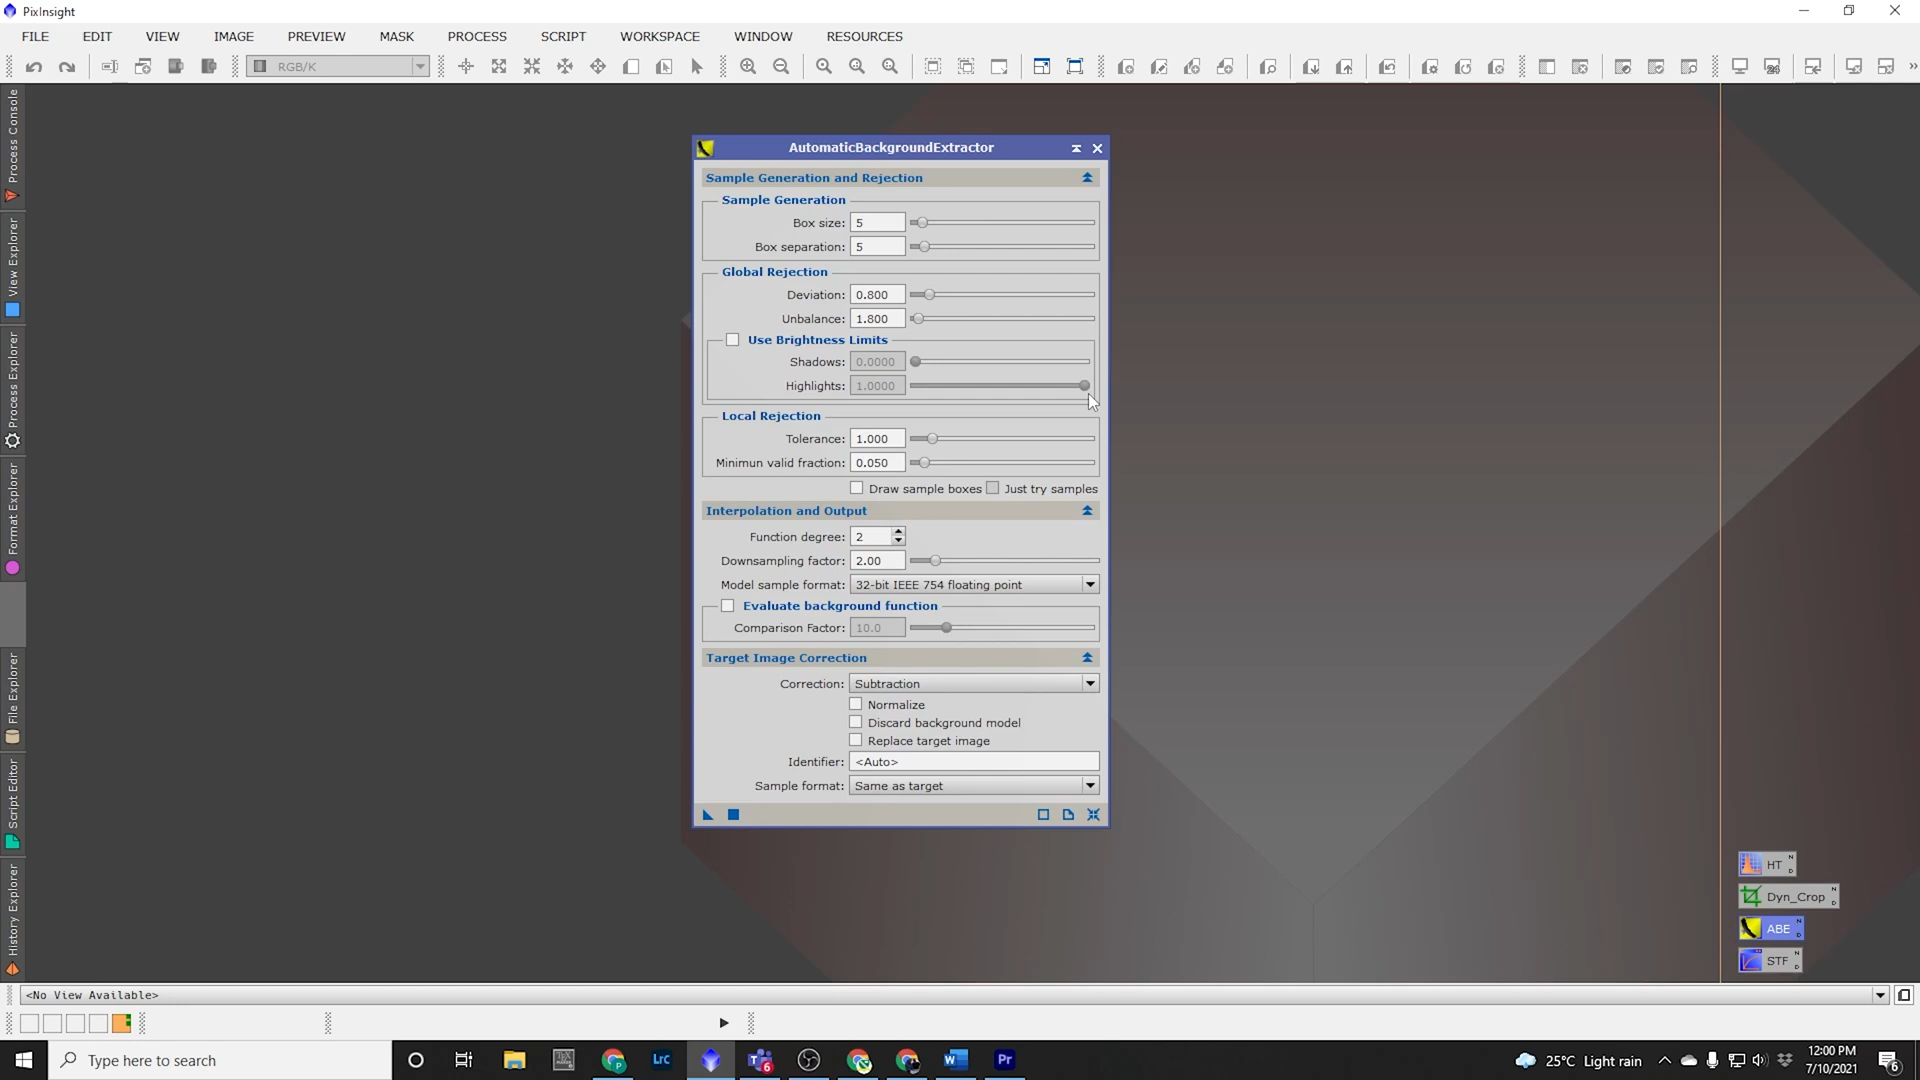 PixInsight
FILE EDIT VIEW IMAGE PREVIEW MASK PROCESS SCRIPT WORKSPACE WINDOW RESOURCES
RGB/K
Process Console
View Explorer
Process Explorer
Format Explorer
File Explorer
Script Editor
History Explorer
AutomaticBackgroundExtractor
Sample Generation and Rejection
Sample Generation
Box size: 5
Box separation: 5
Global Rejection
Deviation: 0.800
Unbalance: 1.800
Use Brightness Limits
Shadows: 0.0000
Highlights: 1.0000
Local Rejection
Tolerance: 1.000
Minimun valid fraction: 0.050
Draw sample boxes Just try samples
Interpolation and Output
Function degree: 2
Downsampling factor: 2.00
Model sample format: 32-bit IEEE 754 floating point
Evaluate background function
Comparison Factor: 10.0
Target Image Correction
Correction: Subtraction
Normalize
Discard background model
Replace target image
Identifier: <Auto>
Sample format: Same as target
HT N D
Dyn_Crop N D
ABE N D
STF N D
<No View Available>
Type here to search
Lrc
6
Pr
25°C Light rain
12:00 PM
7/10/2021
6